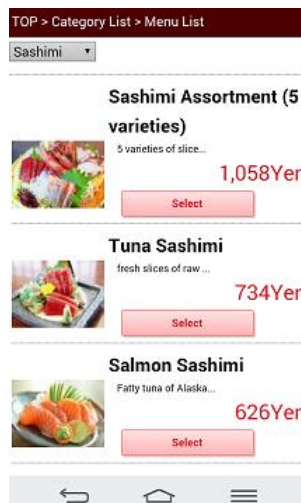 TOP > Category List > Menu List
Sashimi
Sashimi Assortment (5
varieties)
5 varieties of slice...
1,058Yen
Select
Tuna Sashimi
fresh slices of raw ...
734Yen
Select
Salmon Sashimi
Fatty tuna of Alaska...
626Yen
Select